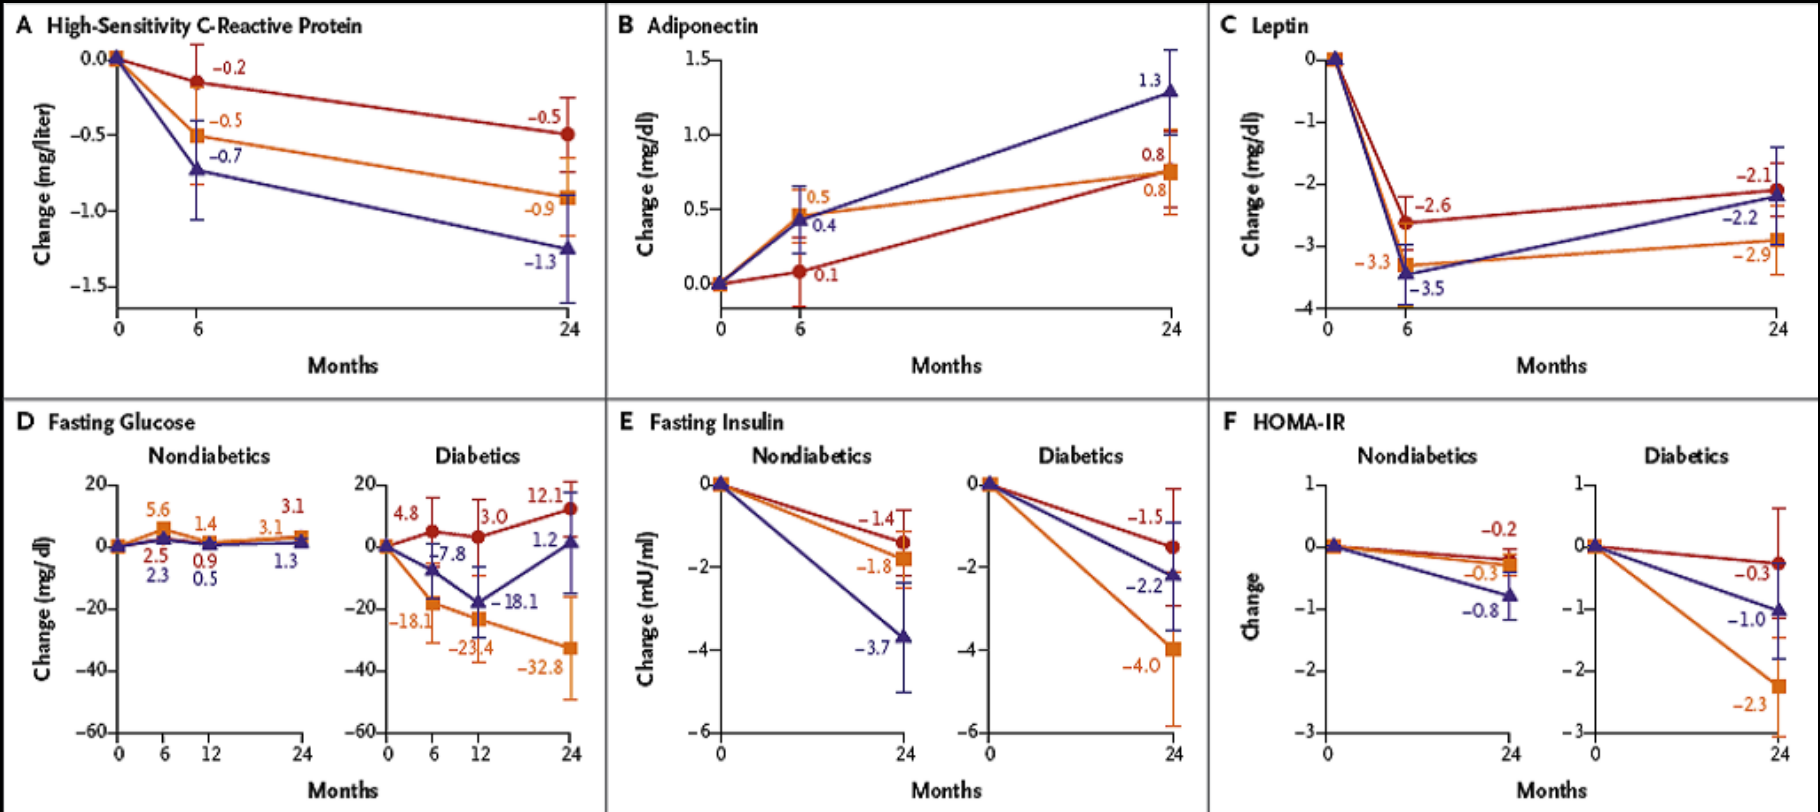 A High-Sensitivity C-Reactive Protein
0.0
−0.5
−1.0
−1.5
Change (mg/liter)
−0.2
−0.5
−0.7
−0.5
−0.9
−1.3
0 6 24
Months
B Adiponectin
1.5
1.0
0.5
0.0
Change (mg/dl)
0.5
0.4
0.1
1.3
0.8
0.8
0 6 24
Months
C Leptin
0
−1
−2
−3
−4
Change (mg/dl)
−2.6
−3.3
−3.5
−2.1
−2.2
−2.9
0 6 24
Months
D Fasting Glucose
Nondiabetics
20
0
−20
−40
−60
Change (mg/dl)
5.6 1.4 3.1 3.1
2.5 0.9
2.3 0.5 1.3
0 6 12 24
Diabetics
20
0
−20
−40
−60
4.8 3.0 12.1
−7.8 −18.1 1.2
−18.1 −23.4 −32.8
0 6 12 24
Months
E Fasting Insulin
Nondiabetics
0
−2
−4
−6
Change (mU/ml)
−1.4
−1.8
−3.7
0 24
Diabetics
0
−2
−4
−6
−1.5
−2.2
−4.0
0 24
Months
F HOMA-IR
Nondiabetics
1
0
−1
−2
−3
Change
−0.2
−0.3
−0.8
0 24
Diabetics
1
0
−1
−2
−3
−0.3
−1.0
−2.3
0 24
Months